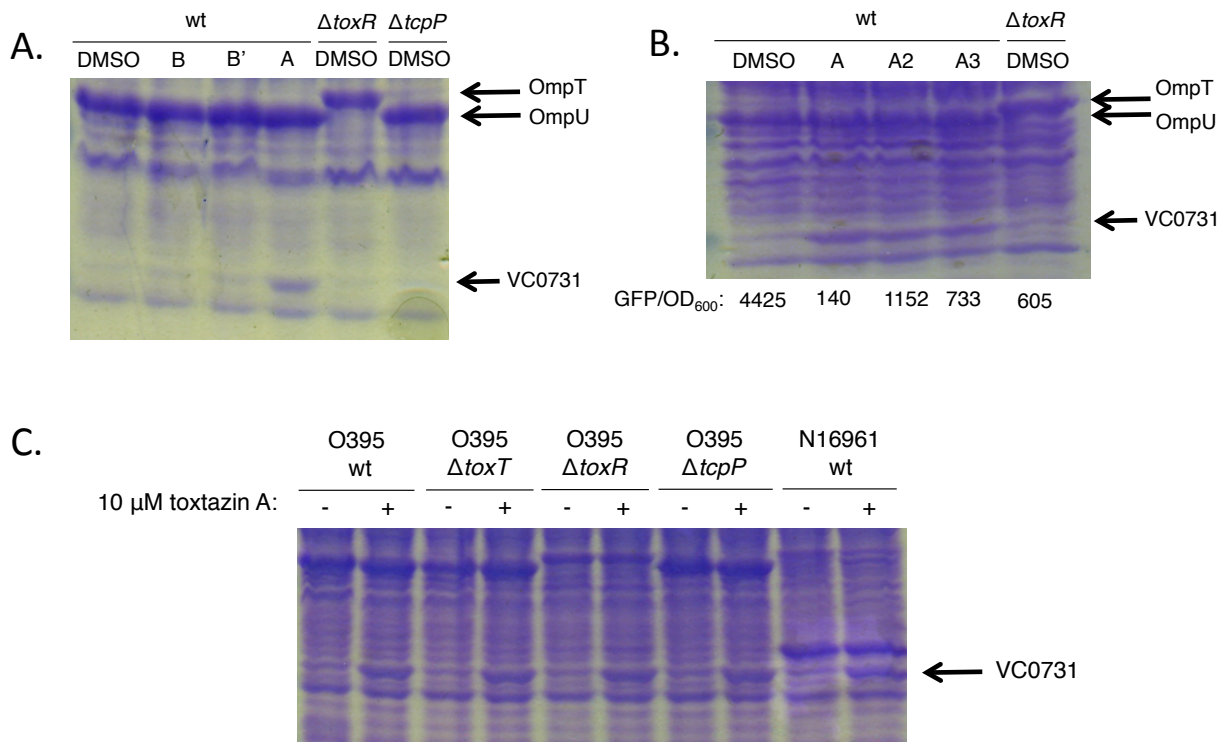 A.
wt ΔtoxR ΔtcpP
DMSO B B' A DMSO DMSO
OmpT
OmpU
VC0731
B.
wt ΔtoxR
DMSO A A2 A3 DMSO
OmpT
OmpU
VC0731
GFP/OD600: 4425 140 1152 733 605
C.
O395 O395 O395 O395 N16961
wt ΔtoxT ΔtoxR ΔtcpP wt
10 µM toxtazin A: - + - + - + - + - +
VC0731